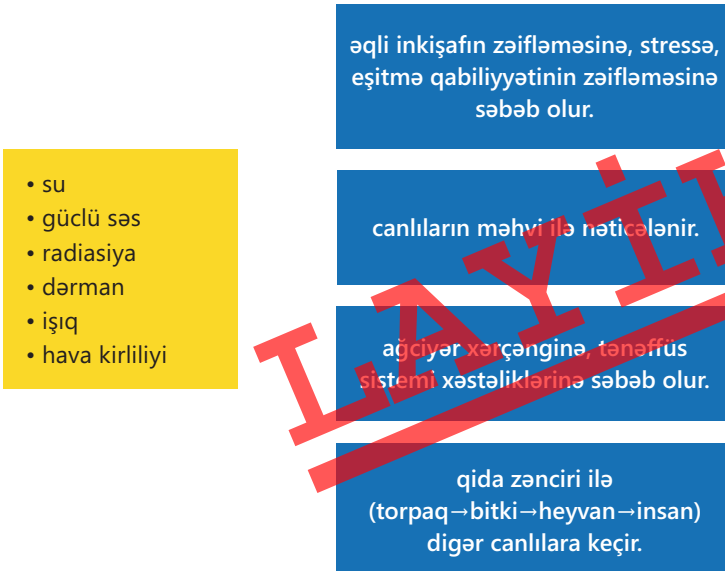 • su
• güclü səs
• radiasiya
• dərman
• işıq
• hava kirliliyi
əqli inkişafın zəifləməsinə, stressə,
eşitmə qabiliyyətinin zəifləməsinə
səbəb olur.
canlıların məhvi ilə nəticələnir.
ağciyər xərçənginə, tənəffüs
sistemi xəstəliklərinə səbəb olur.
qida zənciri ilə
(torpaq→bitki→heyvan→insan)
digər canlılara keçir.